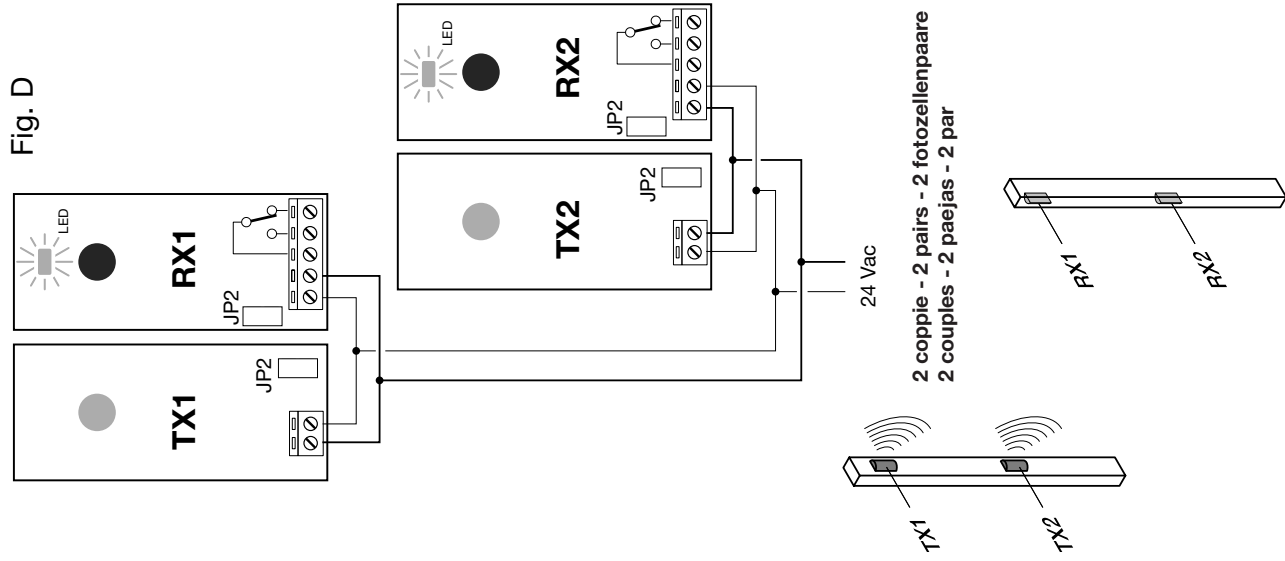 Fig. D
LED
RX1
JP2
TX1
JP2
LED
RX2
JP2
TX2
JP2
24 Vac
2 coppie - 2 pairs - 2 fotozellenpaare
2 couples - 2 paejas - 2 par
TX1
TX2
RX1
RX2